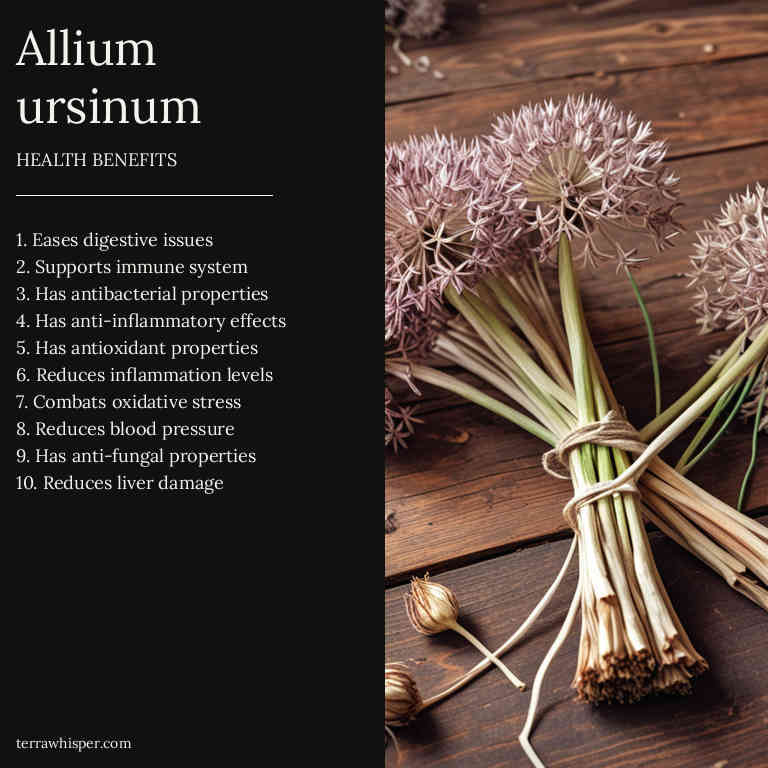 Allium
ursinum
HEALTH BENEFITS
1. Eases digestive issues
2. Supports immune system
3. Has antibacterial properties
4. Has anti-inflammatory effects
5. Has antioxidant properties
6. Reduces inflammation levels
7. Combats oxidative stress
8. Reduces blood pressure
9. Has anti-fungal properties
10. Reduces liver damage
terrawhisper.com